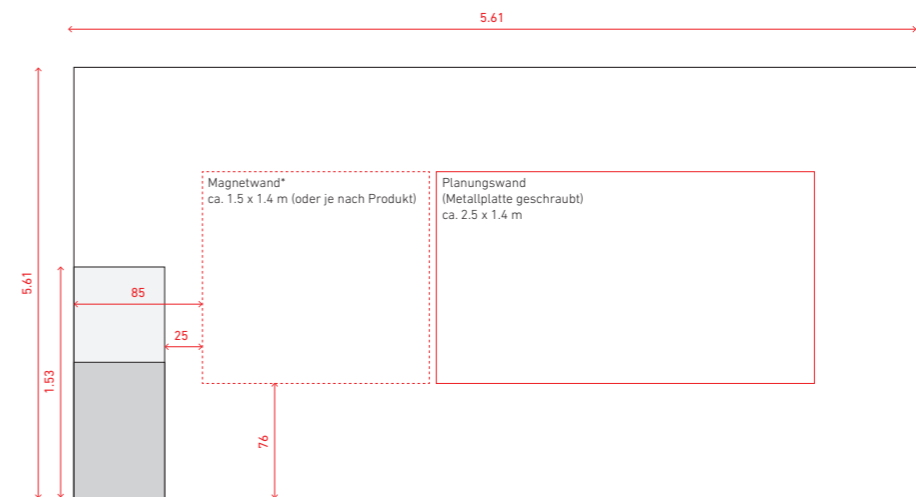 5.61
Magnetwand*
ca. 1.5 x 1.4 m (oder je nach Produkt)
Planungswand
(Metallplatte geschraubt)
ca. 2.5 x 1.4 m
5.61
85
25
1.53
76